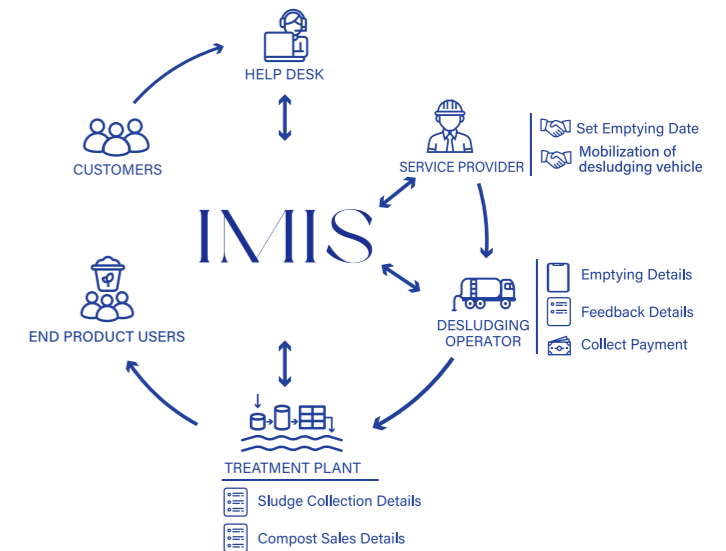 HELP DESK
CUSTOMERS
SERVICE PROVIDER
Set Emptying Date
Mobilization of
desludging vehicle
IMIS
DESLUDGING
OPERATOR
Emptying Details
Feedback Details
Collect Payment
END PRODUCT USERS
TREATMENT PLANT
Sludge Collection Details
Compost Sales Details